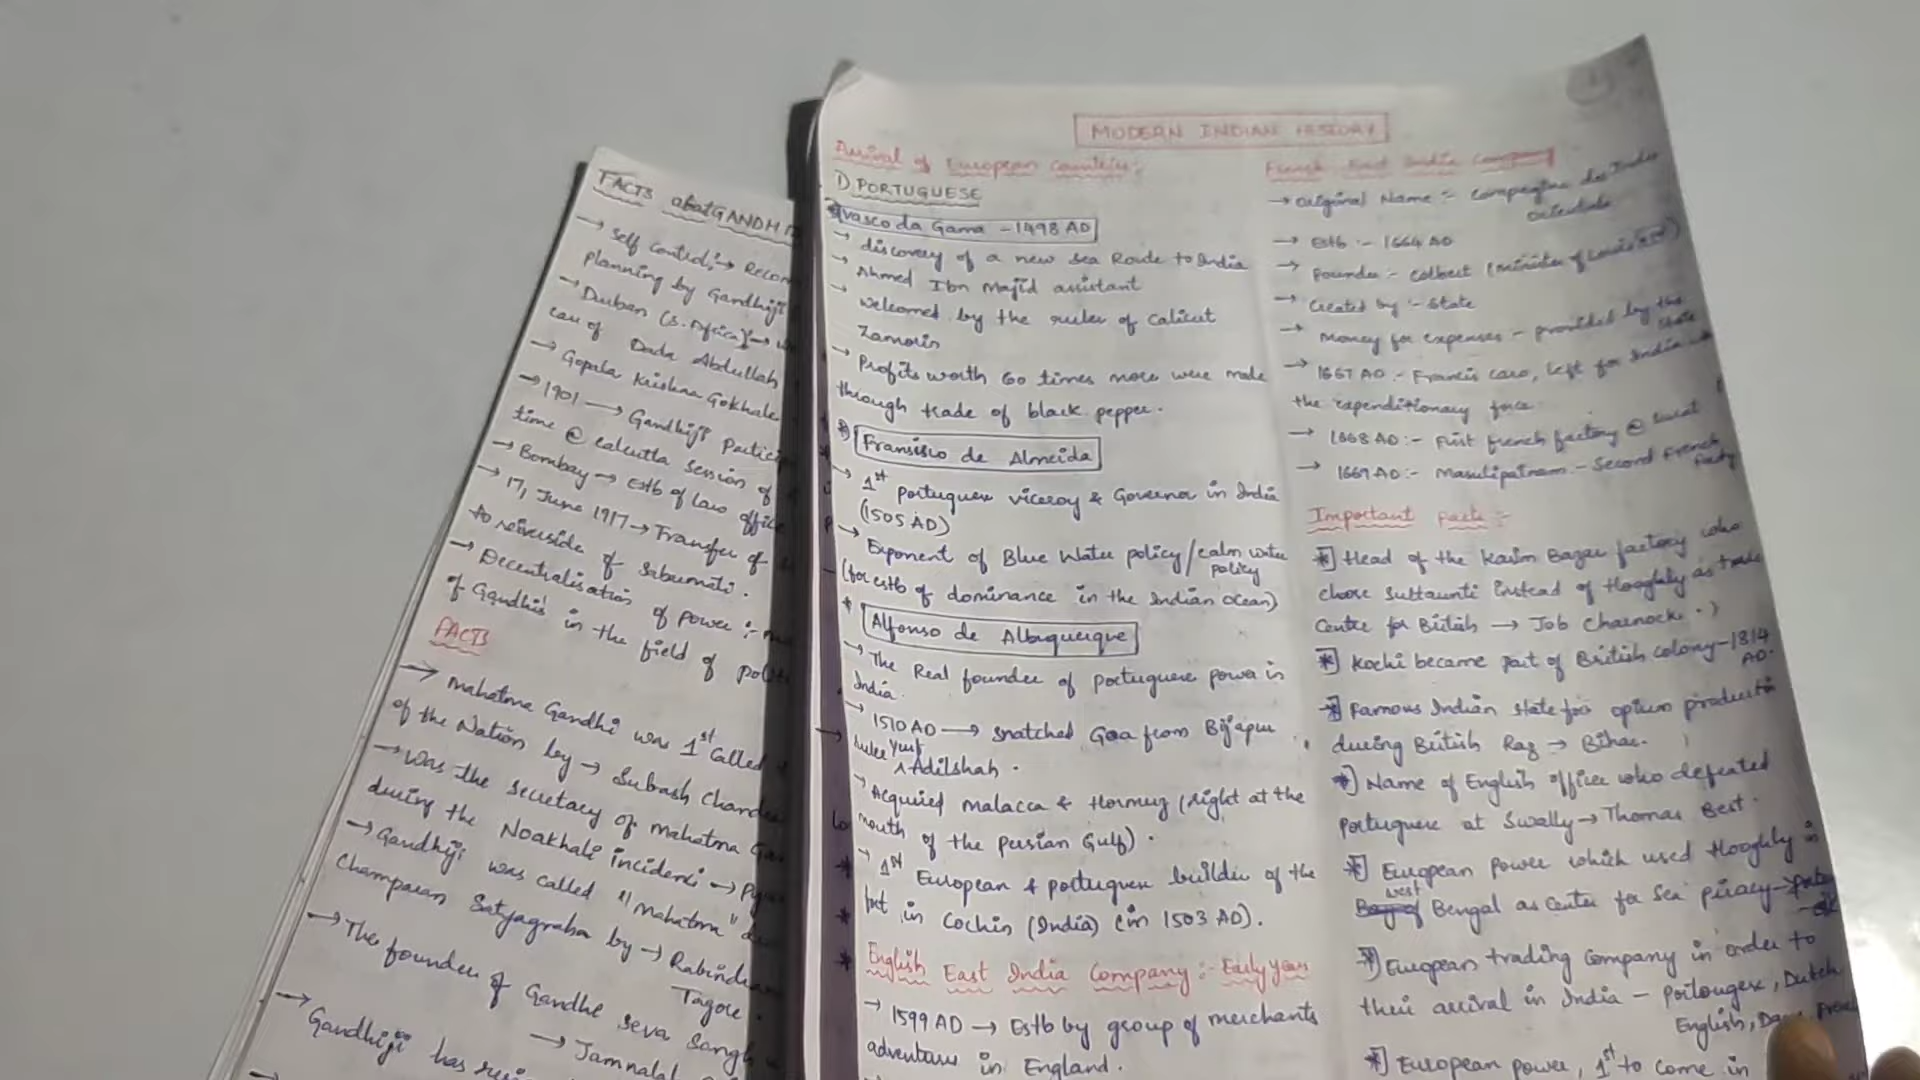 FACTS about GANDHI
→ Self Control :→
planning by Gandhiji
→ Durban (S. Africa) →
case of Dada Abdullah
→ Gopala Krishna Gokhale
→ 1901 → Gandhiji
time @ Calcutta Session of
→ Bombay → Estb of law office
→ 17, June 1917 → Transfer of
to riverside of Sabarmati.
→ Decentralisation of power :-
of Gandhi's in the field of
FACTS
→ Mahatma Gandhi was 1st called
of the Nation by → Subash
→ Was the secretary of Mahatma
during the Noakhali incident →
→ Gandhiji was called "Mahatma"
Champaran Satyagraha by →
Tagore.
→ The founder of Gandhi Seva Sangh
→
→ Gandhiji has
MODERN INDIAN HISTORY
Arrival of European Countries:
1) PORTUGUESE
* Vasco da Gama - 1498 AD
→ discovery of a new Sea Route to India
→ Ahmed Ibn Majid assistant
→ welcomed by the ruler of Calicut
Zamorin
→ Profits worth 60 times more were made
through trade of black pepper.
* Fransisco de Almeida
→ 1st Portuguese viceroy & Governor in India
(1505 AD)
→ Exponent of Blue Water policy/calm water
policy
(for estb of dominance in the Indian Ocean)
* Alfonso de Albuquerque
→ The Real founder of Portuguese power in
India.
→ 1510 AD → snatched Goa from Bijapur
ruler Yusf Adilshah.
→ Acquired Malacca & Hormuz (right at the
mouth of the Persian Gulf).
→ 1st European & portuguese builder of the
fort in Cochin (India) (in 1503 AD).
English East India Company :- Early years
→ 1599 AD → Estb by group of merchants
adventures in England.
French East India Company
→ Original Name :-
→ Estb :- 1664 AD
→ Founder :- Colbert (minister of
→ Created by :- State
→ Money for expenses :- provided by the
State
→ 1667 AD :- Francis Caro, left for India
the expenditionary force.
→ 1668 AD :- First french factory @ Surat
→ 1669 AD :- Masulipatnam :- Second French
Important Facts :-
* Head of the Kasim Bazar factory who
choose Suttaunti instead of Hooghly as trade
Centre for British → Job Charnock.
* Kochi became part of British colony - 1814
AD.
* Famous Indian state for opium production
during British Raj → Bihar.
* Name of English officer who defeated
Portuguese at Swally → Thomas Best.
* European power which used Hooghly in
West
Bengal as Center for Sea piracy →
* European trading company in order to
their arrival in India - Portougese, Dutch
English,
* European power, 1st to come in